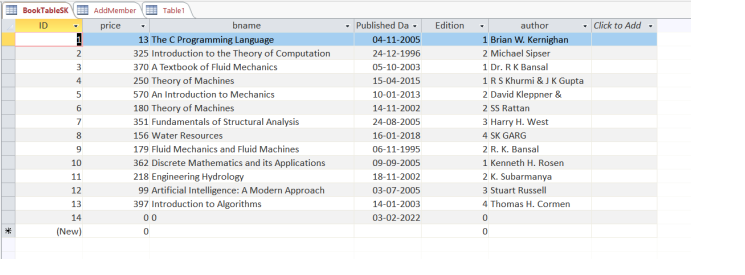 BookTableSK AddMember Table1
ID price bname Published Da Edition author Click to Add
1 13 The C Programming Language 04-11-2005 1 Brian W. Kernighan
2 325 Introduction to the Theory of Computation 24-12-1996 2 Michael Sipser
3 370 A Textbook of Fluid Mechanics 05-10-2003 1 Dr. R K Bansal
4 250 Theory of Machines 15-04-2015 1 R S Khurmi & J K Gupta
5 570 An Introduction to Mechanics 10-01-2013 2 David Kleppner &
6 180 Theory of Machines 14-11-2002 2 SS Rattan
7 351 Fundamentals of Structural Analysis 24-08-2005 3 Harry H. West
8 156 Water Resources 16-01-2018 4 SK GARG
9 179 Fluid Mechanics and Fluid Machines 06-11-1995 2 R. K. Bansal
10 362 Discrete Mathematics and its Applications 09-09-2005 1 Kenneth H. Rosen
11 218 Engineering Hydrology 18-11-2002 2 K. Subarmanya
12 99 Artificial Intelligence: A Modern Approach 03-07-2005 3 Stuart Russell
13 397 Introduction to Algorithms 14-01-2003 4 Thomas H. Cormen
14 0 0 03-02-2022 0
(New) 0 0